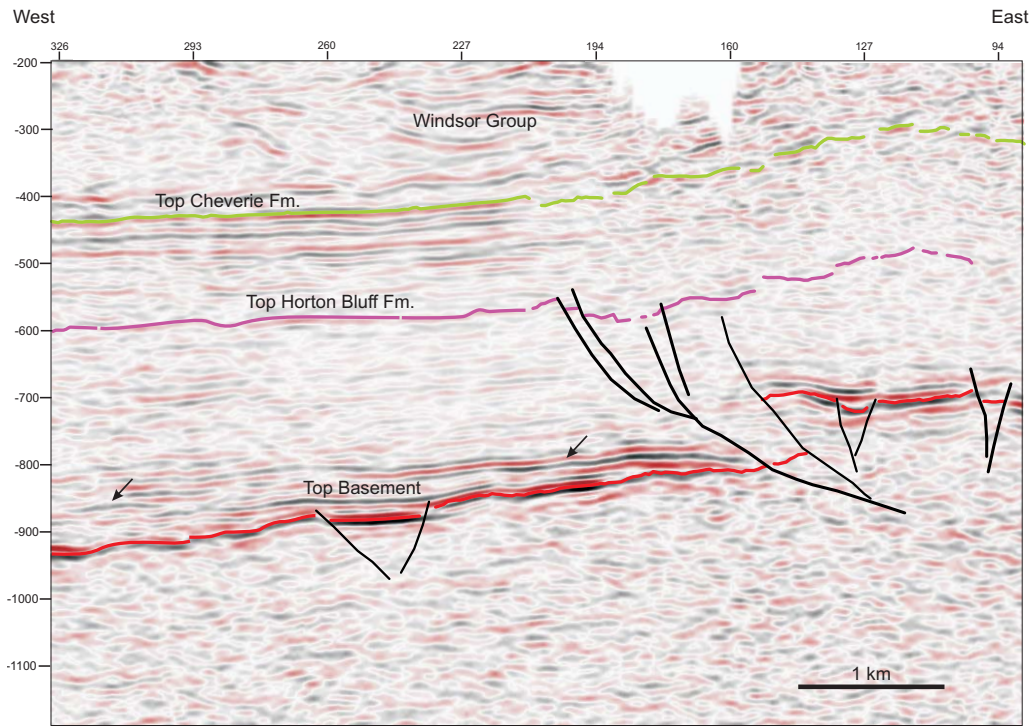 West East
326 293 260 227 194 160 127 94
-200
-300
Windsor Group
-400
Top Cheverie Fm.
-500
Top Horton Bluff Fm.
-600
-700
-800
Top Basement
-900
-1000
-1100
1 km